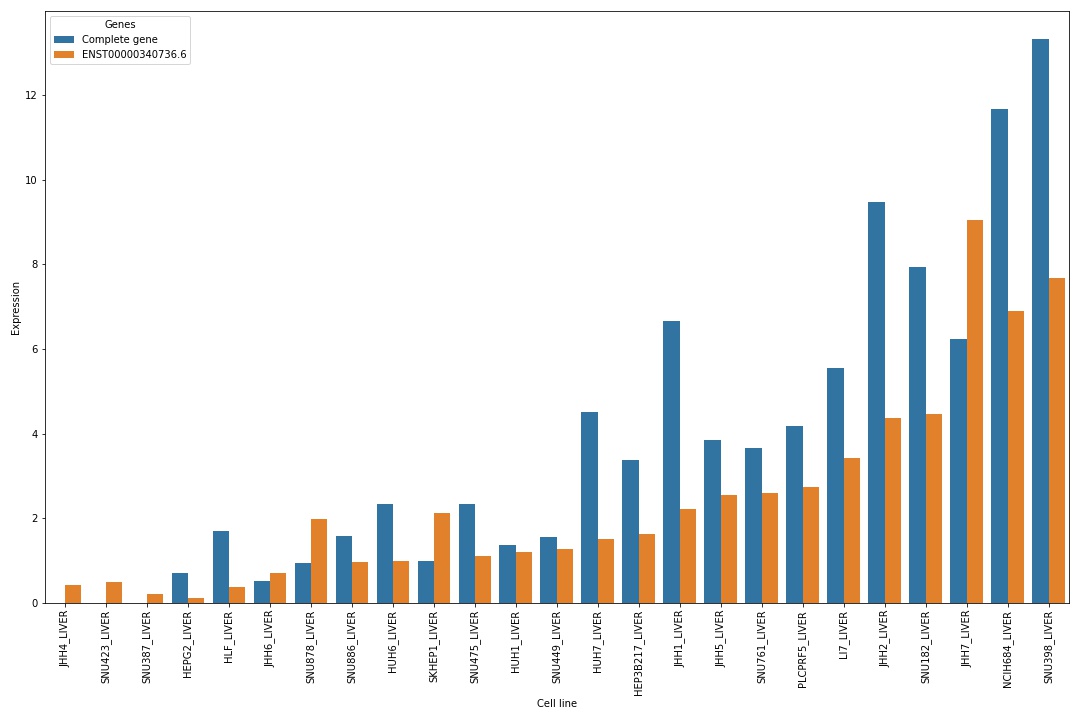 Genes
Complete gene
ENST00000340736.6
Expression
12
10
8
6
4
2
0
JHH4_LIVER
SNU423_LIVER
SNU387_LIVER
HEPG2_LIVER
HLF_LIVER
JHH6_LIVER
SNU878_LIVER
SNU886_LIVER
HUH6_LIVER
SKHEP1_LIVER
SNU475_LIVER
HUH1_LIVER
SNU449_LIVER
HUH7_LIVER
HEP3B217_LIVER
JHH1_LIVER
JHH5_LIVER
SNU761_LIVER
PLCPRF5_LIVER
LI7_LIVER
JHH2_LIVER
SNU182_LIVER
JHH7_LIVER
NCIH684_LIVER
SNU398_LIVER
Cell line